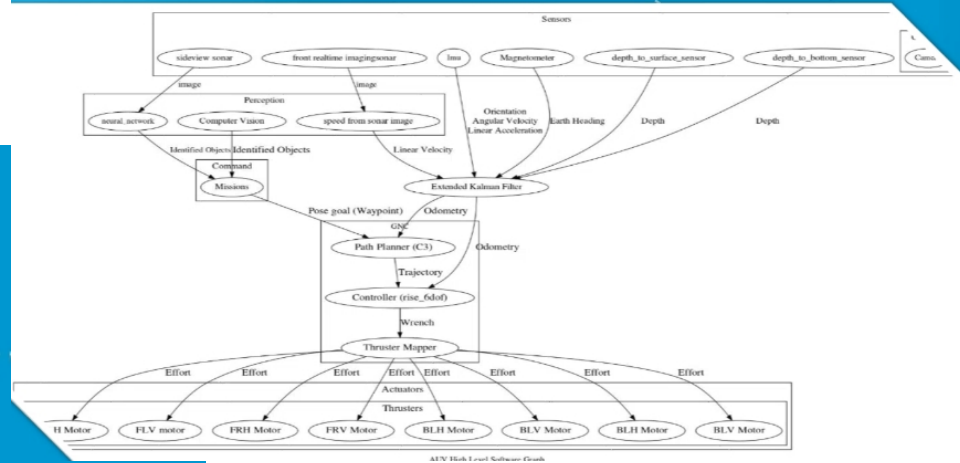 Sensors
sideview sonar
front realtime imagingsonar
Imu
Magnetometer
depth_to_surface_sensor
depth_to_bottom_sensor
image
image
Perception
neural_network
Computer Vision
speed from sonar image
Orientation
Angular Velocity
Linear Acceleration
Earth Heading
Depth
Depth
Identified Objects
Identified Objects
Linear Velocity
Command
Missions
Extended Kalman Filter
Pose goal (Waypoint)
Odometry
GNC
Path Planner (C3)
Odometry
Trajectory
Controller (rise_6dof)
Wrench
Thruster Mapper
Effort
Effort
Effort
Effort
Effort
Effort
Effort
Effort
Actuators
Thrusters
H Motor
FLV motor
FRH Motor
FRV Motor
BLH Motor
BLV Motor
BLH Motor
BLV Motor
AUV High Level Software Graph